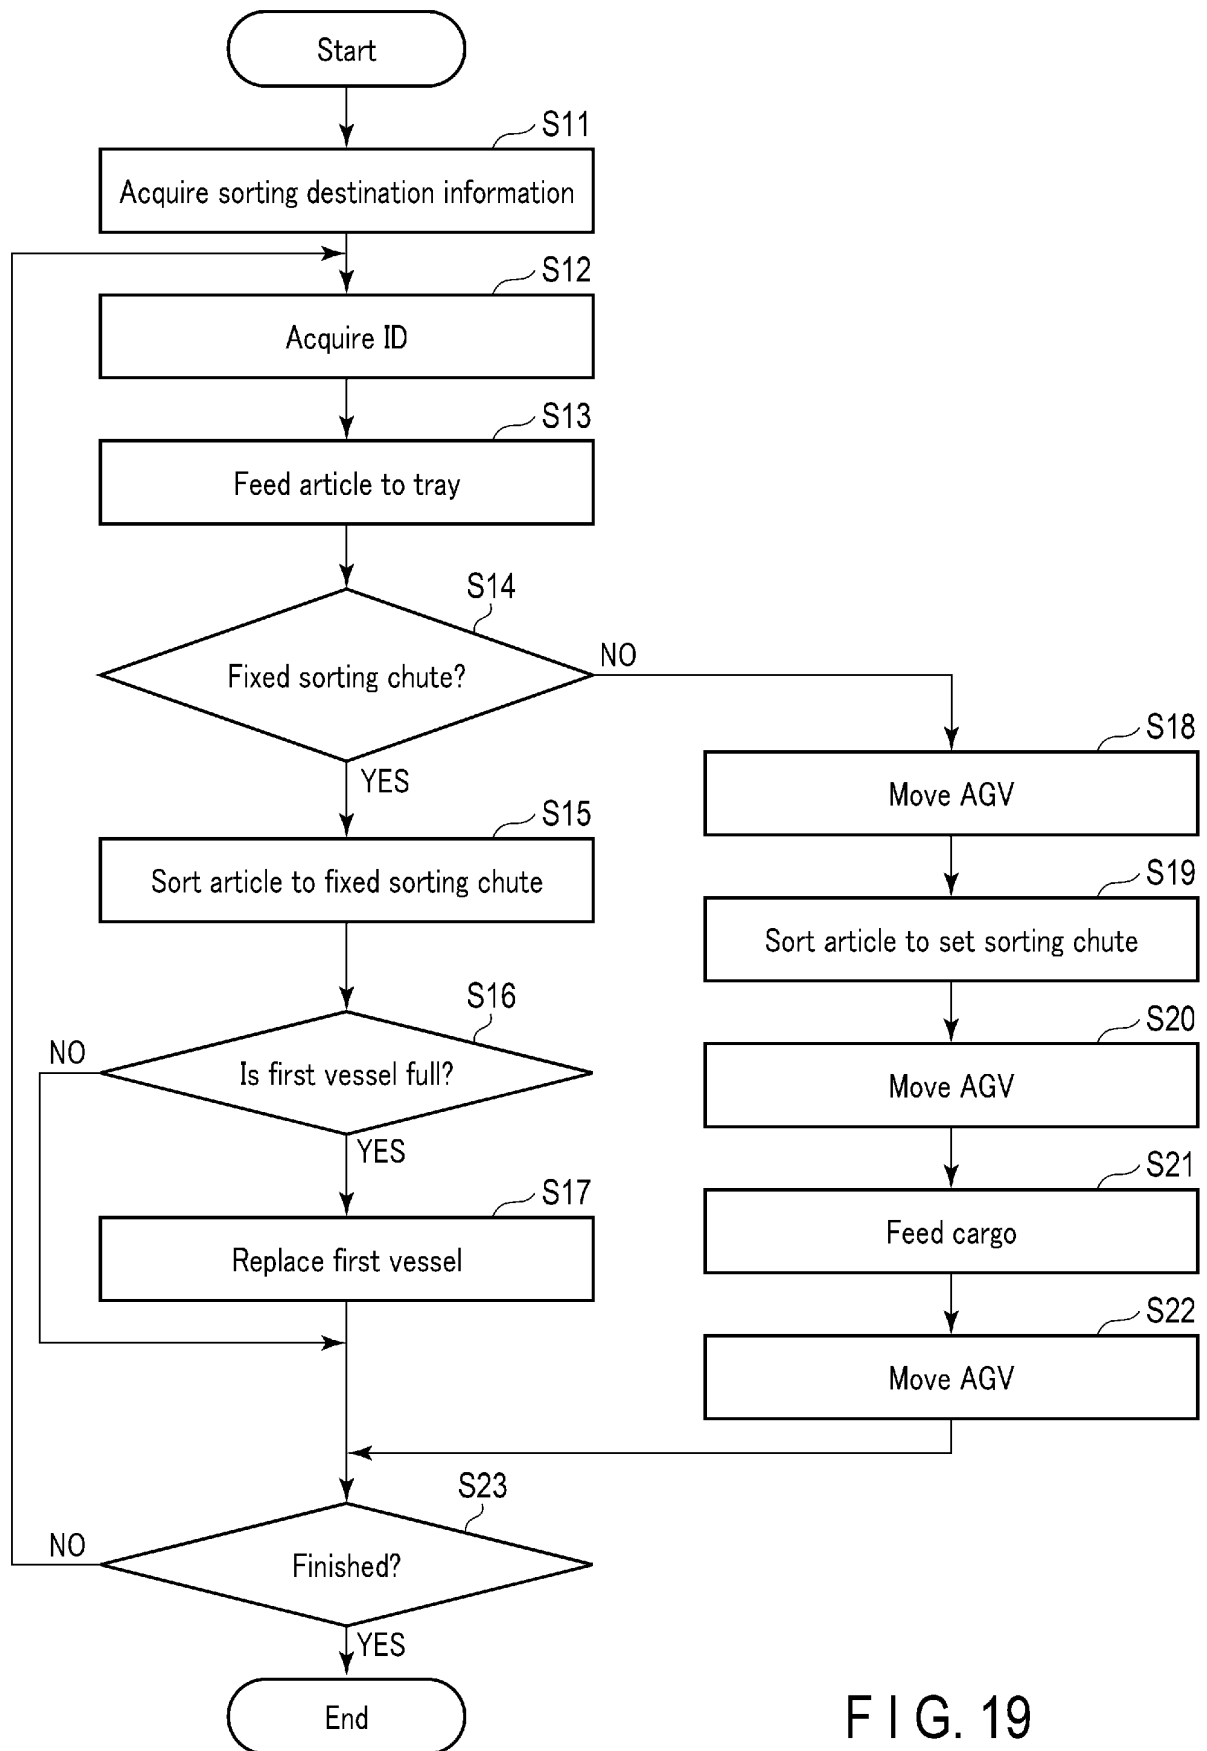 Start
S11
Acquire sorting destination information
S12
Acquire ID
S13
Feed article to tray
S14
Fixed sorting chute?
NO
YES
S15
Sort article to fixed sorting chute
S16
Is first vessel full?
NO
YES
S17
Replace first vessel
S18
Move AGV
S19
Sort article to set sorting chute
S20
Move AGV
S21
Feed cargo
S22
Move AGV
S23
Finished?
NO
YES
End
FIG. 19